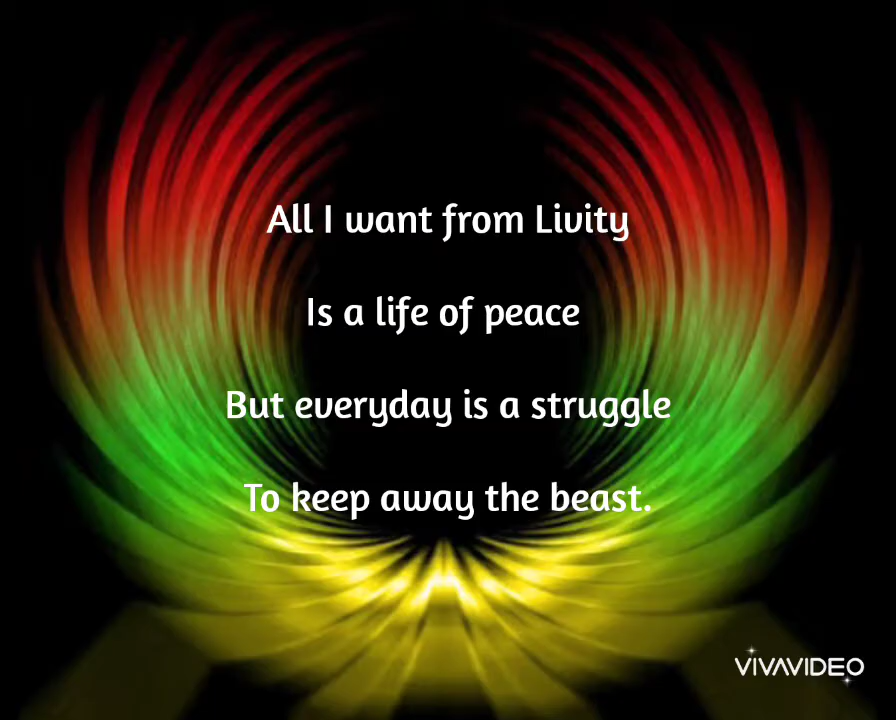 All I want from Livity
Is a life of peace
But everyday is a struggle
To keep away the beast.
VIVAVIDEO